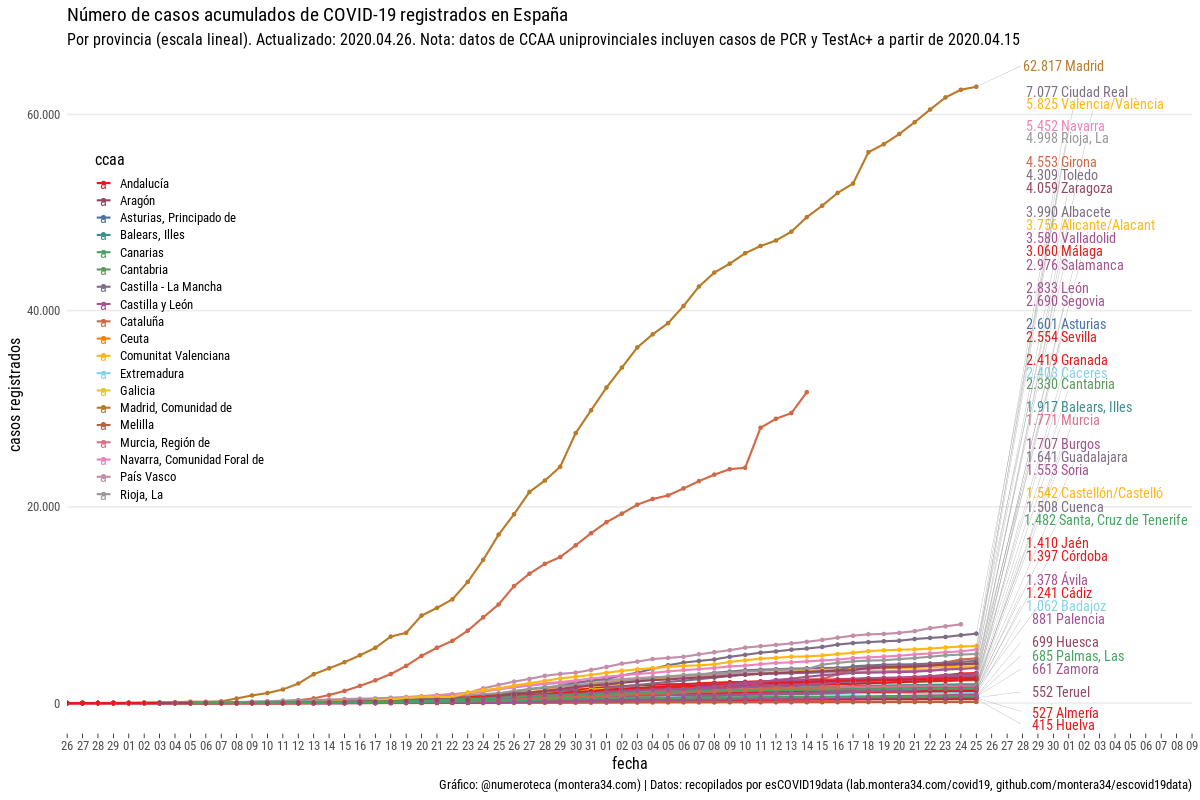 Número de casos acumulados de COVID-19 registrados en España
Por provincia (escala lineal). Actualizado: 2020.04.26. Nota: datos de CCAA uniprovinciales incluyen casos de PCR y TestAc+ a partir de 2020.04.15
casos registrados
60.000
40.000
20.000
0
ccaa
Andalucía
Aragón
Asturias, Principado de
Balears, Illes
Canarias
Cantabria
Castilla - La Mancha
Castilla y León
Cataluña
Ceuta
Comunitat Valenciana
Extremadura
Galicia
Madrid, Comunidad de
Melilla
Murcia, Región de
Navarra, Comunidad Foral de
País Vasco
Rioja, La
62.817 Madrid
7.077 Ciudad Real
5.825 Valencia/València
5.452 Navarra
4.998 Rioja, La
4.553 Girona
4.309 Toledo
4.059 Zaragoza
3.990 Albacete
3.756 Alicante/Alacant
3.580 Valladolid
3.060 Málaga
2.976 Salamanca
2.833 León
2.690 Segovia
2.601 Asturias
2.554 Sevilla
2.419 Granada
2.408 Cáceres
2.330 Cantabria
1.917 Balears, Illes
1.771 Murcia
1.707 Burgos
1.641 Guadalajara
1.553 Soria
1.542 Castellón/Castelló
1.508 Cuenca
1.482 Santa, Cruz de Tenerife
1.410 Jaén
1.397 Córdoba
1.378 Ávila
1.241 Cádiz
1.062 Badajoz
881 Palencia
699 Huesca
685 Palmas, Las
661 Zamora
552 Teruel
527 Almería
415 Huelva
26 27 28 29 01 02 03 04 05 06 07 08 09 10 11 12 13 14 15 16 17 18 19 20 21 22 23 24 25 26 27 28 29 30 31 01 02 03 04 05 06 07 08 09 10 11 12 13 14 15 16 17 18 19 20 21 22 23 24 25 26 27 28 29 30 01 02 03 04 05 06 07 08 09
fecha
Gráfico: @numeroteca (montera34.com) | Datos: recopilados por esCOVID19data (lab.montera34.com/covid19, github.com/montera34/escovid19data)